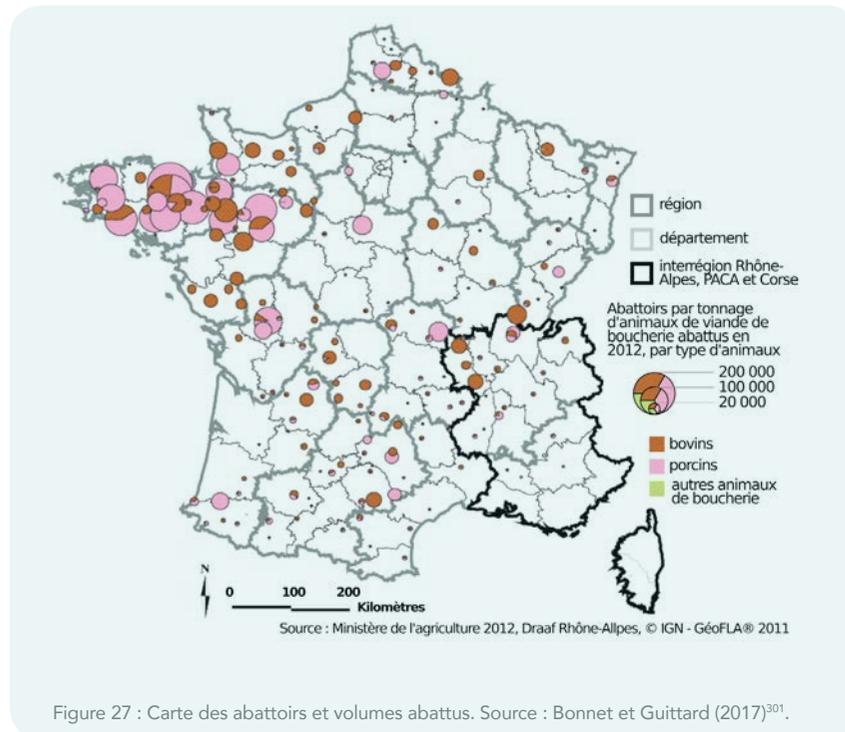 région
département
interrégion Rhône-
Alpes, PACA et Corse
Abattoirs par tonnage
d'animaux de viande de
boucherie abattus en
2012, par type d'animaux
200 000
100 000
20 000
bovins
porcins
autres animaux
de boucherie
N
0 100 200
Kilomètres
Source : Ministère de l'agriculture 2012, Draaf Rhône-Allpes, © IGN - GéoFLA® 2011
Figure 27 : Carte des abattoirs et volumes abattus. Source : Bonnet et Guittard (2017)301.